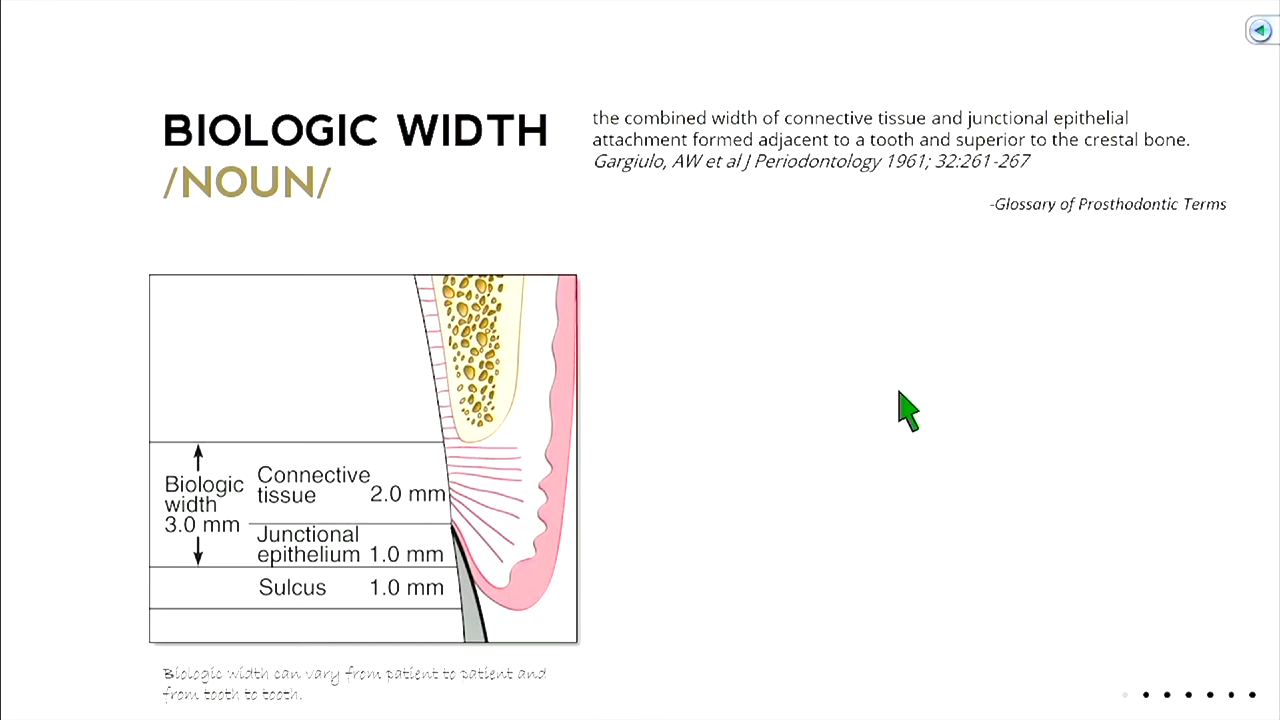 BIOLOGIC WIDTH
/NOUN/
the combined width of connective tissue and junctional epithelial
attachment formed adjacent to a tooth and superior to the crestal bone.
Gargiulo, AW et al J Periodontology 1961; 32:261-267
-Glossary of Prosthodontic Terms
Biologic
width
3.0 mm
Connective
tissue 2.0 mm
Junctional
epithelium 1.0 mm
Sulcus 1.0 mm
Biologic width can vary from patient to patient and
from tooth to tooth.